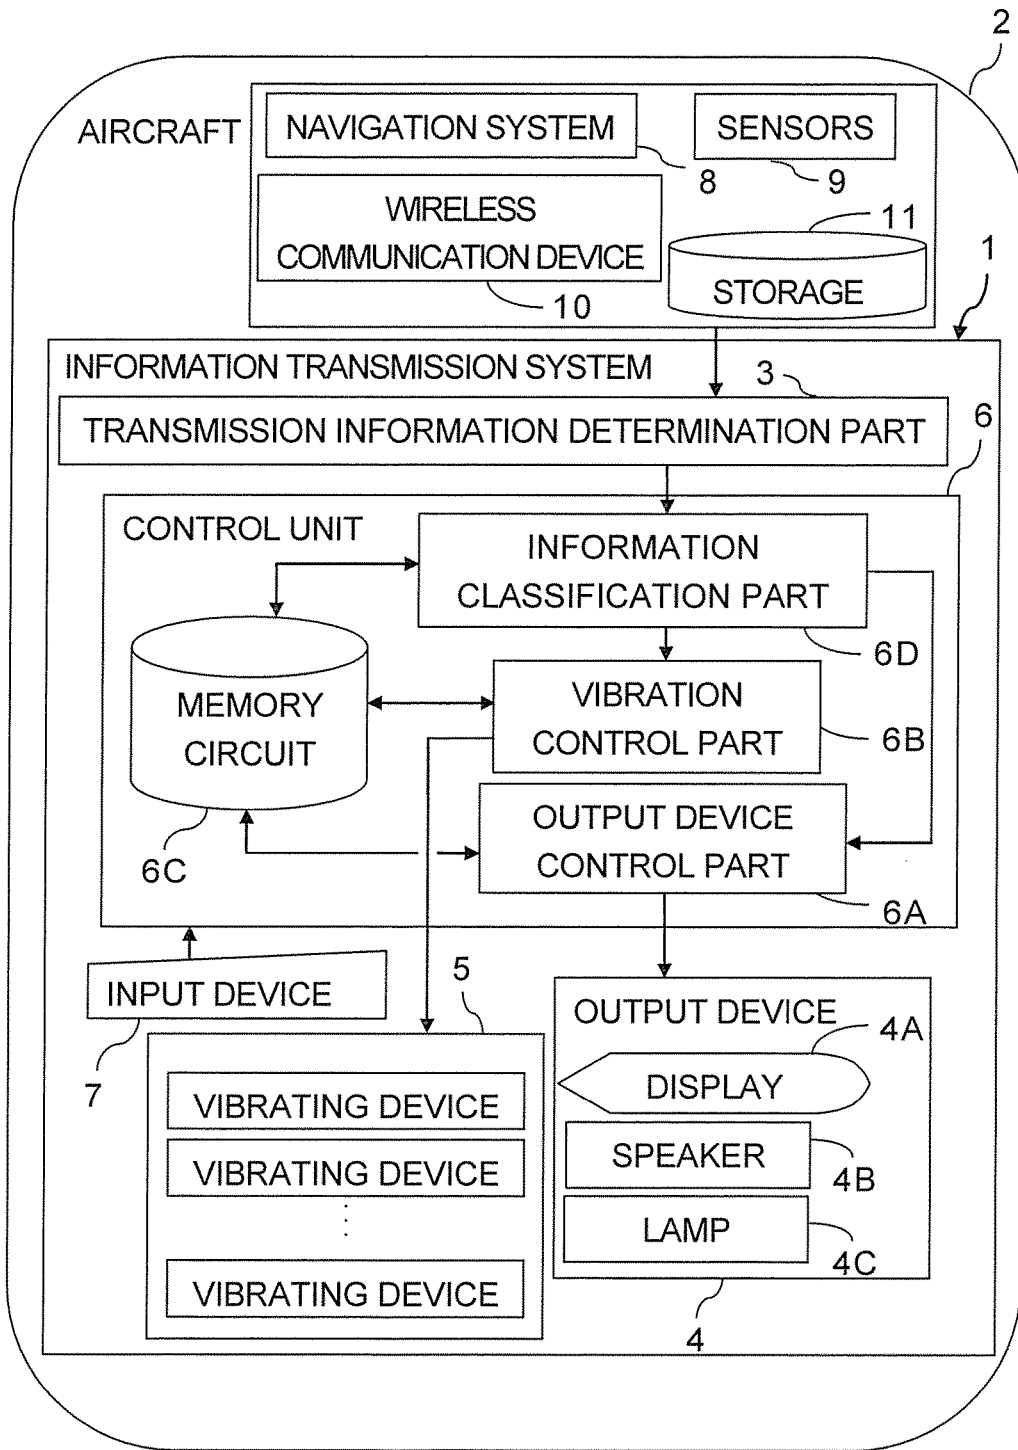 2
AIRCRAFT
NAVIGATION SYSTEM
8
SENSORS
9
WIRELESS
COMMUNICATION DEVICE
10
11
STORAGE
1
INFORMATION TRANSMISSION SYSTEM
3
TRANSMISSION INFORMATION DETERMINATION PART
6
CONTROL UNIT
INFORMATION
CLASSIFICATION PART
6D
MEMORY
CIRCUIT
6C
VIBRATION
CONTROL PART
6B
OUTPUT DEVICE
CONTROL PART
6A
INPUT DEVICE
7
5
VIBRATING DEVICE
VIBRATING DEVICE
VIBRATING DEVICE
OUTPUT DEVICE
4A
DISPLAY
SPEAKER
4B
LAMP
4C
4